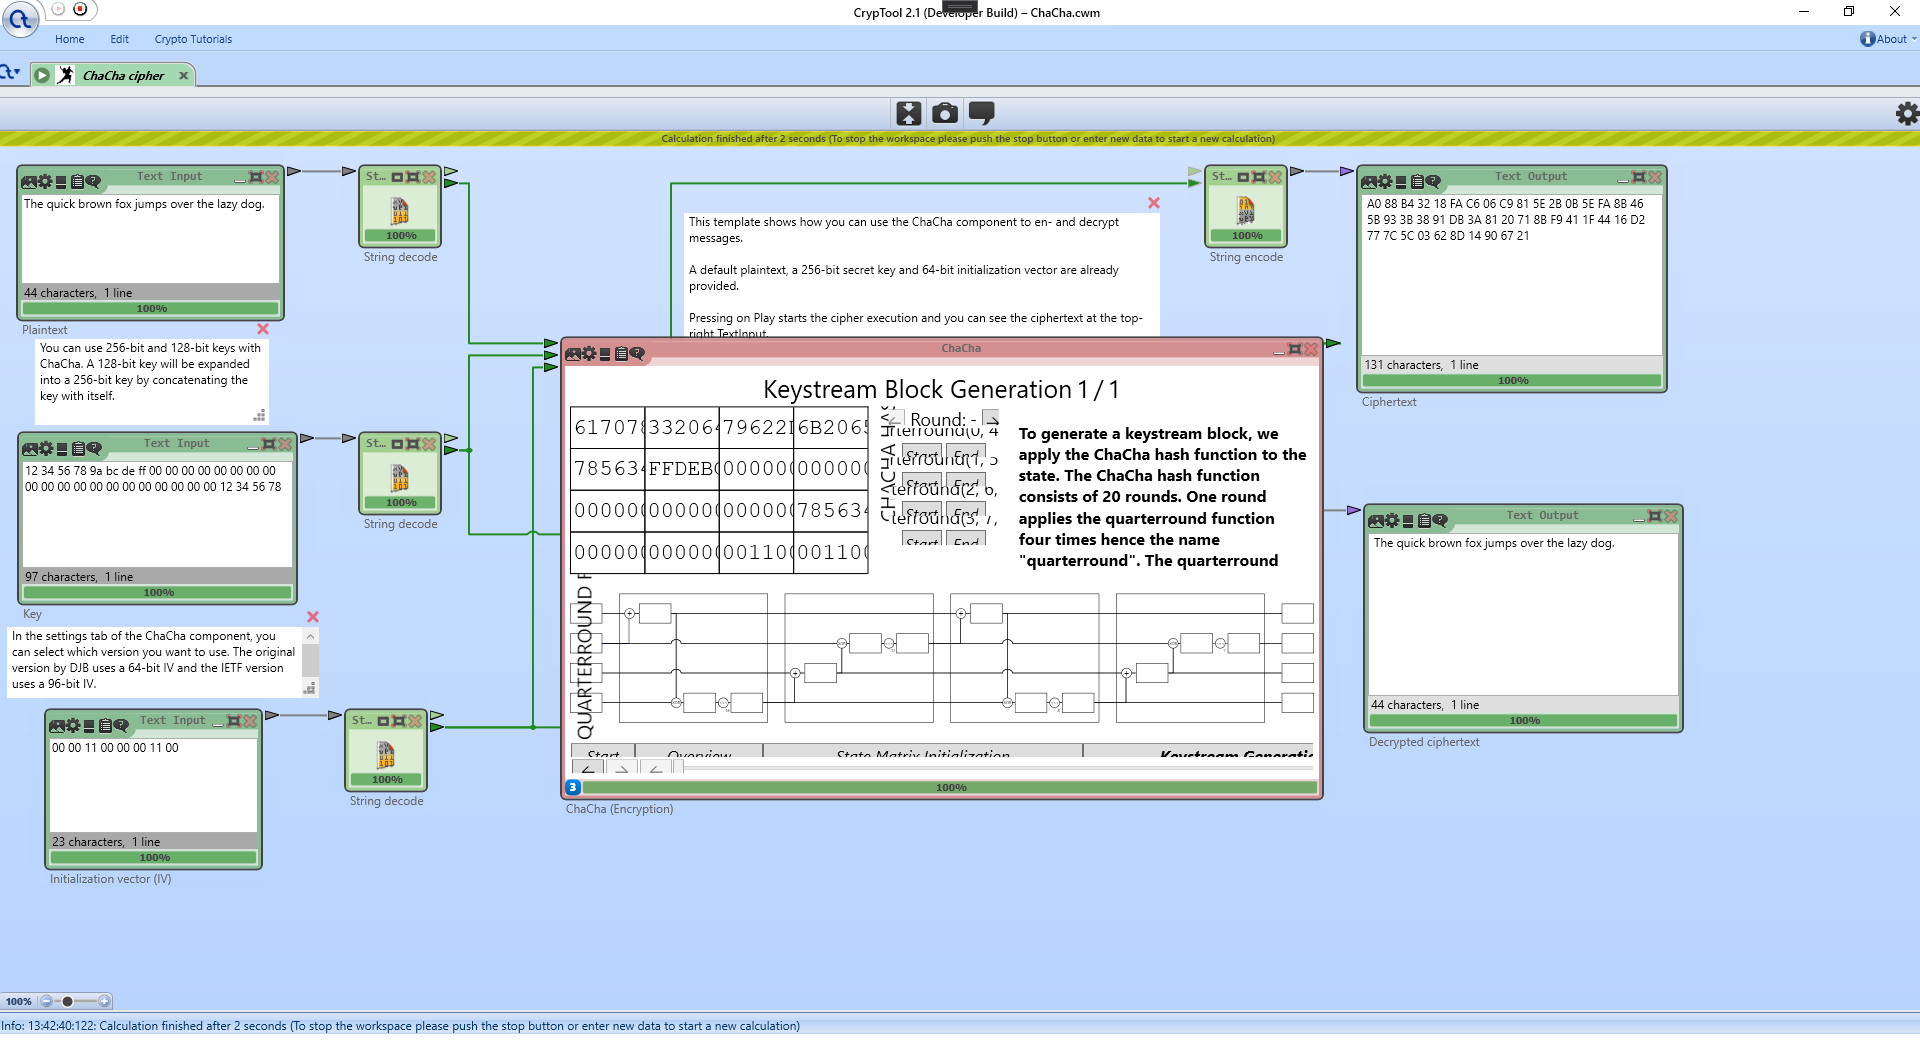 CrypTool 2.1 (Developer Build) – ChaCha.cwm
Home Edit Crypto Tutorials
About
ChaCha cipher
Calculation finished after 2 seconds (To stop the workspace please push the stop button or enter new data to start a new calculation)
Text Input
The quick brown fox jumps over the lazy dog.
44 characters, 1 line
100%
Plaintext
St...
100%
String decode
You can use 256-bit and 128-bit keys with
ChaCha. A 128-bit key will be expanded
into a 256-bit key by concatenating the
key with itself.
This template shows how you can use the ChaCha component to en- and decrypt
messages.
A default plaintext, a 256-bit secret key and 64-bit initialization vector are already
provided.
Pressing on Play starts the cipher execution and you can see the ciphertext at the top-
right TextInput.
St...
100%
String encode
Text Output
A0 88 B4 32 18 FA C6 06 C9 81 5E 2B 0B 5E FA 8B 46
5B 93 3B 38 91 DB 3A 81 20 71 8B F9 41 1F 44 16 D2
77 7C 5C 03 62 8D 14 90 67 21
131 characters, 1 line
100%
Ciphertext
Text Input
12 34 56 78 9a bc de ff 00 00 00 00 00 00 00 00
00 00 00 00 00 00 00 00 00 00 00 00 12 34 56 78
97 characters, 1 line
100%
Key
St...
100%
String decode
In the settings tab of the ChaCha component, you
can select which version you want to use. The original
version by DJB uses a 64-bit IV and the IETF version
uses a 96-bit IV.
Text Input
00 00 11 00 00 00 11 00
23 characters, 1 line
100%
Initialization vector (IV)
St...
100%
String decode
ChaCha
Keystream Block Generation 1 / 1
617078 332064 79622 6B2065
785634 FFDEB 000000 000000
000000 000000 000000 785634
000000 000000 001100 001100
CHACHA
Round: -
terround(0, 4
Start End
terround(1, 5
Start End
terround(2, 6,
Start End
terround(3, 7,
Start End
To generate a keystream block, we
apply the ChaCha hash function to the
state. The ChaCha hash function
consists of 20 rounds. One round
applies the quarterround function
four times hence the name
"quarterround". The quarterround
QUARTERROUND
Start Overview State Matrix Initialization Keystream Generatio
3
100%
ChaCha (Encryption)
Text Output
The quick brown fox jumps over the lazy dog.
44 characters, 1 line
100%
Decrypted ciphertext
100%
Info: 13:42:40:122: Calculation finished after 2 seconds (To stop the workspace please push the stop button or enter new data to start a new calculation)